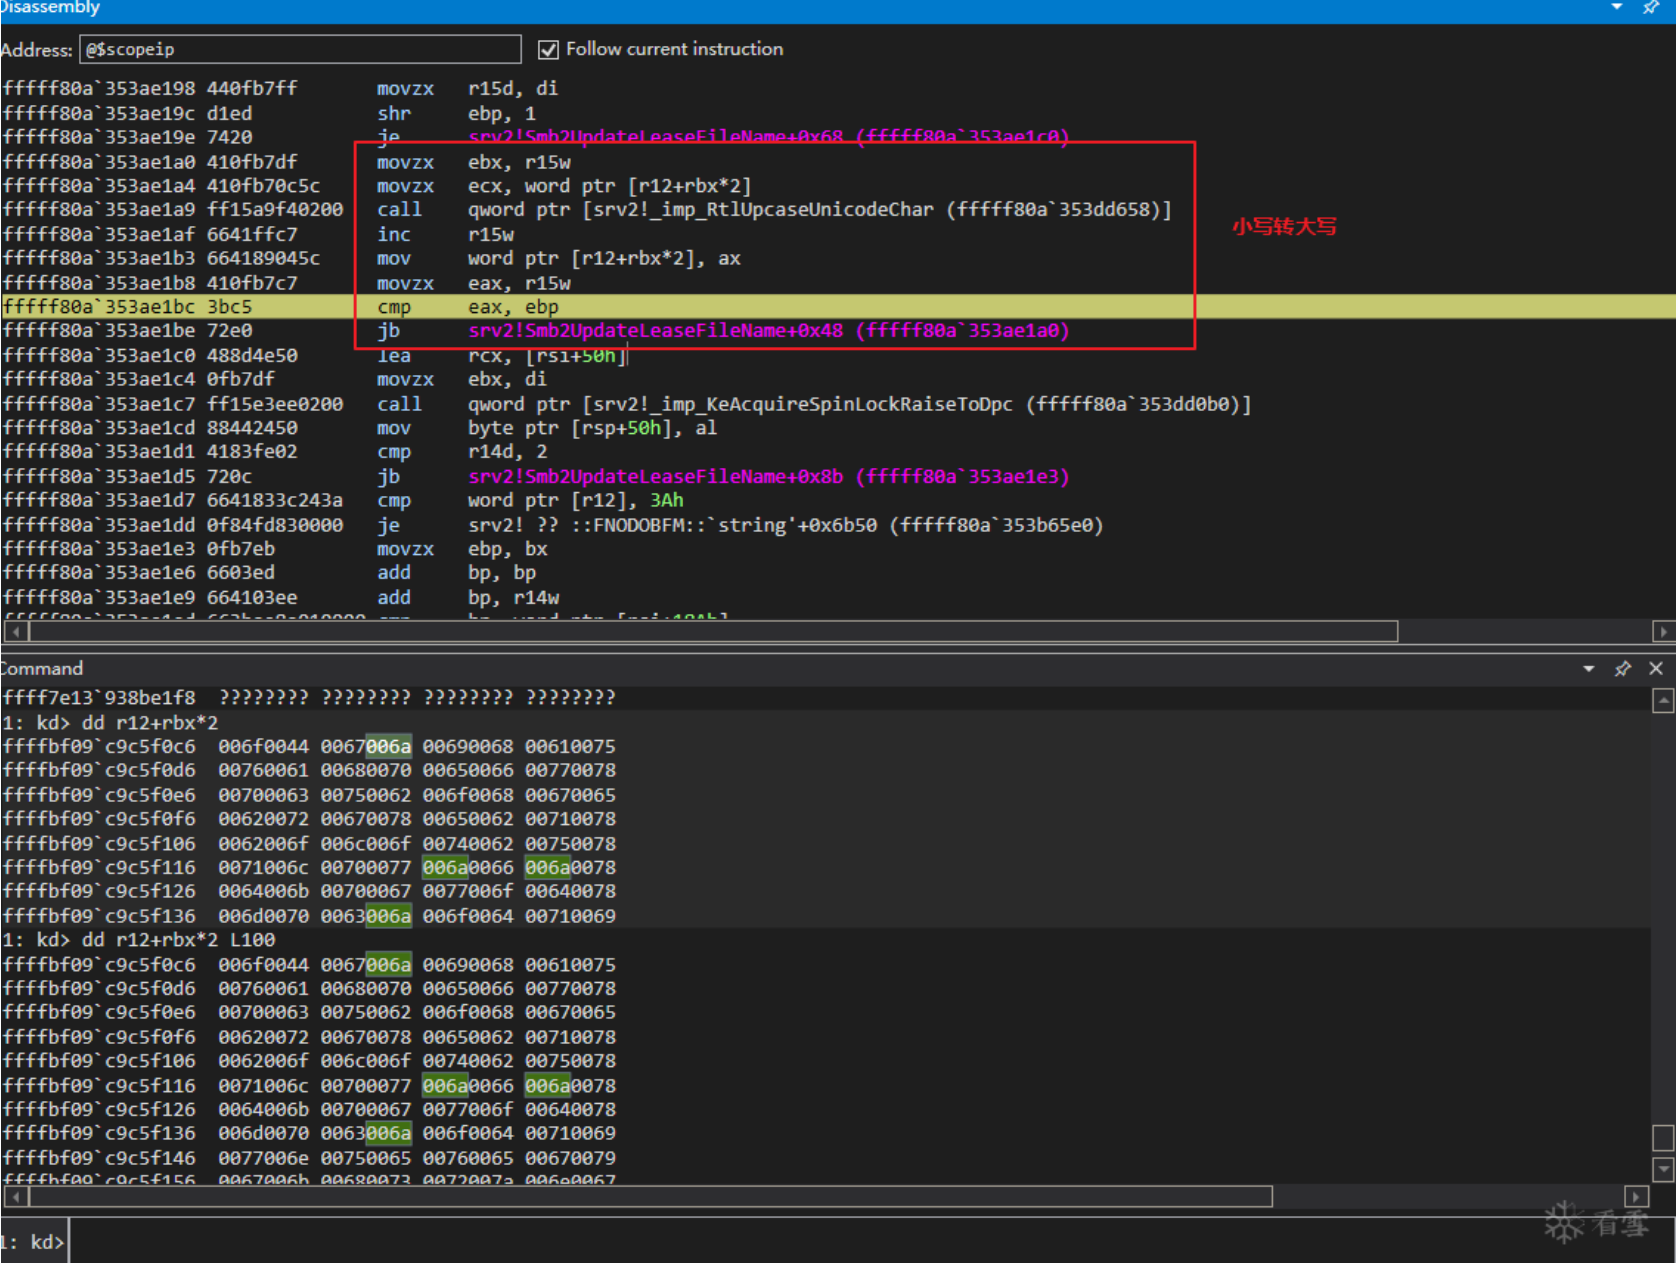 Disassembly
Address: @$scopeip Follow current instruction
fffff80a`353ae198 440fb7ff movzx r15d, di
fffff80a`353ae19c d1ed shr ebp, 1
fffff80a`353ae19e 7420 je srv2!Smb2UpdateLeaseFileName+0x68 (fffff80a`353ae1c0)
fffff80a`353ae1a0 410fb7df movzx ebx, r15w
fffff80a`353ae1a4 410fb70c5c movzx ecx, word ptr [r12+rbx*2]
fffff80a`353ae1a9 ff15a9f40200 call qword ptr [srv2!_imp_RtlUpcaseUnicodeChar (fffff80a`353dd658)]
小写转大写
fffff80a`353ae1af 6641ffc7 inc r15w
fffff80a`353ae1b3 664189045c mov word ptr [r12+rbx*2], ax
fffff80a`353ae1b8 410fb7c7 movzx eax, r15w
fffff80a`353ae1bc 3bc5 cmp eax, ebp
fffff80a`353ae1be 72e0 jb srv2!Smb2UpdateLeaseFileName+0x48 (fffff80a`353ae1a0)
fffff80a`353ae1c0 488d4e50 lea rcx, [rsi+50h]
fffff80a`353ae1c4 0fb7df movzx ebx, di
fffff80a`353ae1c7 ff15e3ee0200 call qword ptr [srv2!_imp_KeAcquireSpinLockRaiseToDpc (fffff80a`353dd0b0)]
fffff80a`353ae1cd 88442450 mov byte ptr [rsp+50h], al
fffff80a`353ae1d1 4183fe02 cmp r14d, 2
fffff80a`353ae1d5 720c jb srv2!Smb2UpdateLeaseFileName+0x8b (fffff80a`353ae1e3)
fffff80a`353ae1d7 6641833c243a cmp word ptr [r12], 3Ah
fffff80a`353ae1dd 0f84fd830000 je srv2! ?? ::FNODOBFM::`string'+0x6b50 (fffff80a`353b65e0)
fffff80a`353ae1e3 0fb7eb movzx ebp, bx
fffff80a`353ae1e6 6603ed add bp, bp
fffff80a`353ae1e9 664103ee add bp, r14w
Command
ffff7e13`938be1f8 ???????? ???????? ???????? ????????
1: kd> dd r12+rbx*2
ffffbf09`c9c5f0c6 006f0044 0067006a 00690068 00610075
ffffbf09`c9c5f0d6 00760061 00680070 00650066 00770078
ffffbf09`c9c5f0e6 00700063 00750062 006f0068 00670065
ffffbf09`c9c5f0f6 00620072 00670078 00650062 00710078
ffffbf09`c9c5f106 0062006f 006c006f 00740062 00750078
ffffbf09`c9c5f116 0071006c 00700077 006a0066 006a0078
ffffbf09`c9c5f126 0064006b 00700067 0077006f 00640078
ffffbf09`c9c5f136 006d0070 0063006a 006f0064 00710069
1: kd> dd r12+rbx*2 L100
ffffbf09`c9c5f0c6 006f0044 0067006a 00690068 00610075
ffffbf09`c9c5f0d6 00760061 00680070 00650066 00770078
ffffbf09`c9c5f0e6 00700063 00750062 006f0068 00670065
ffffbf09`c9c5f0f6 00620072 00670078 00650062 00710078
ffffbf09`c9c5f106 0062006f 006c006f 00740062 00750078
ffffbf09`c9c5f116 0071006c 00700077 006a0066 006a0078
ffffbf09`c9c5f126 0064006b 00700067 0077006f 00640078
ffffbf09`c9c5f136 006d0070 0063006a 006f0064 00710069
ffffbf09`c9c5f146 0077006e 00750065 00760065 00670079
ffffbf09`c9c5f156 0067006b 00680073 0072007a 006e0067
看雪
1: kd>